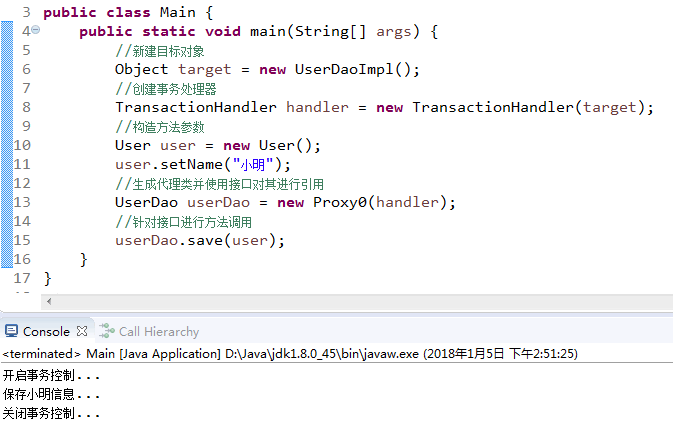 3 public class Main {
4 public static void main(String[] args) {
5 //新建目标对象
6 Object target = new UserDaoImpl();
7 //创建事务处理器
8 TransactionHandler handler = new TransactionHandler(target);
9 //构造方法参数
10 User user = new User();
11 user.setName("小明");
12 //生成代理类并使用接口对其进行引用
13 UserDao userDao = new Proxy0(handler);
14 //针对接口进行方法调用
15 userDao.save(user);
16 }
17 }
Console Call Hierarchy
<terminated> Main [Java Application] D:\Java\jdk1.8.0_45\bin\javaw.exe (2018年1月5日 下午2:51:25)
开启事务控制...
保存小明信息...
关闭事务控制...